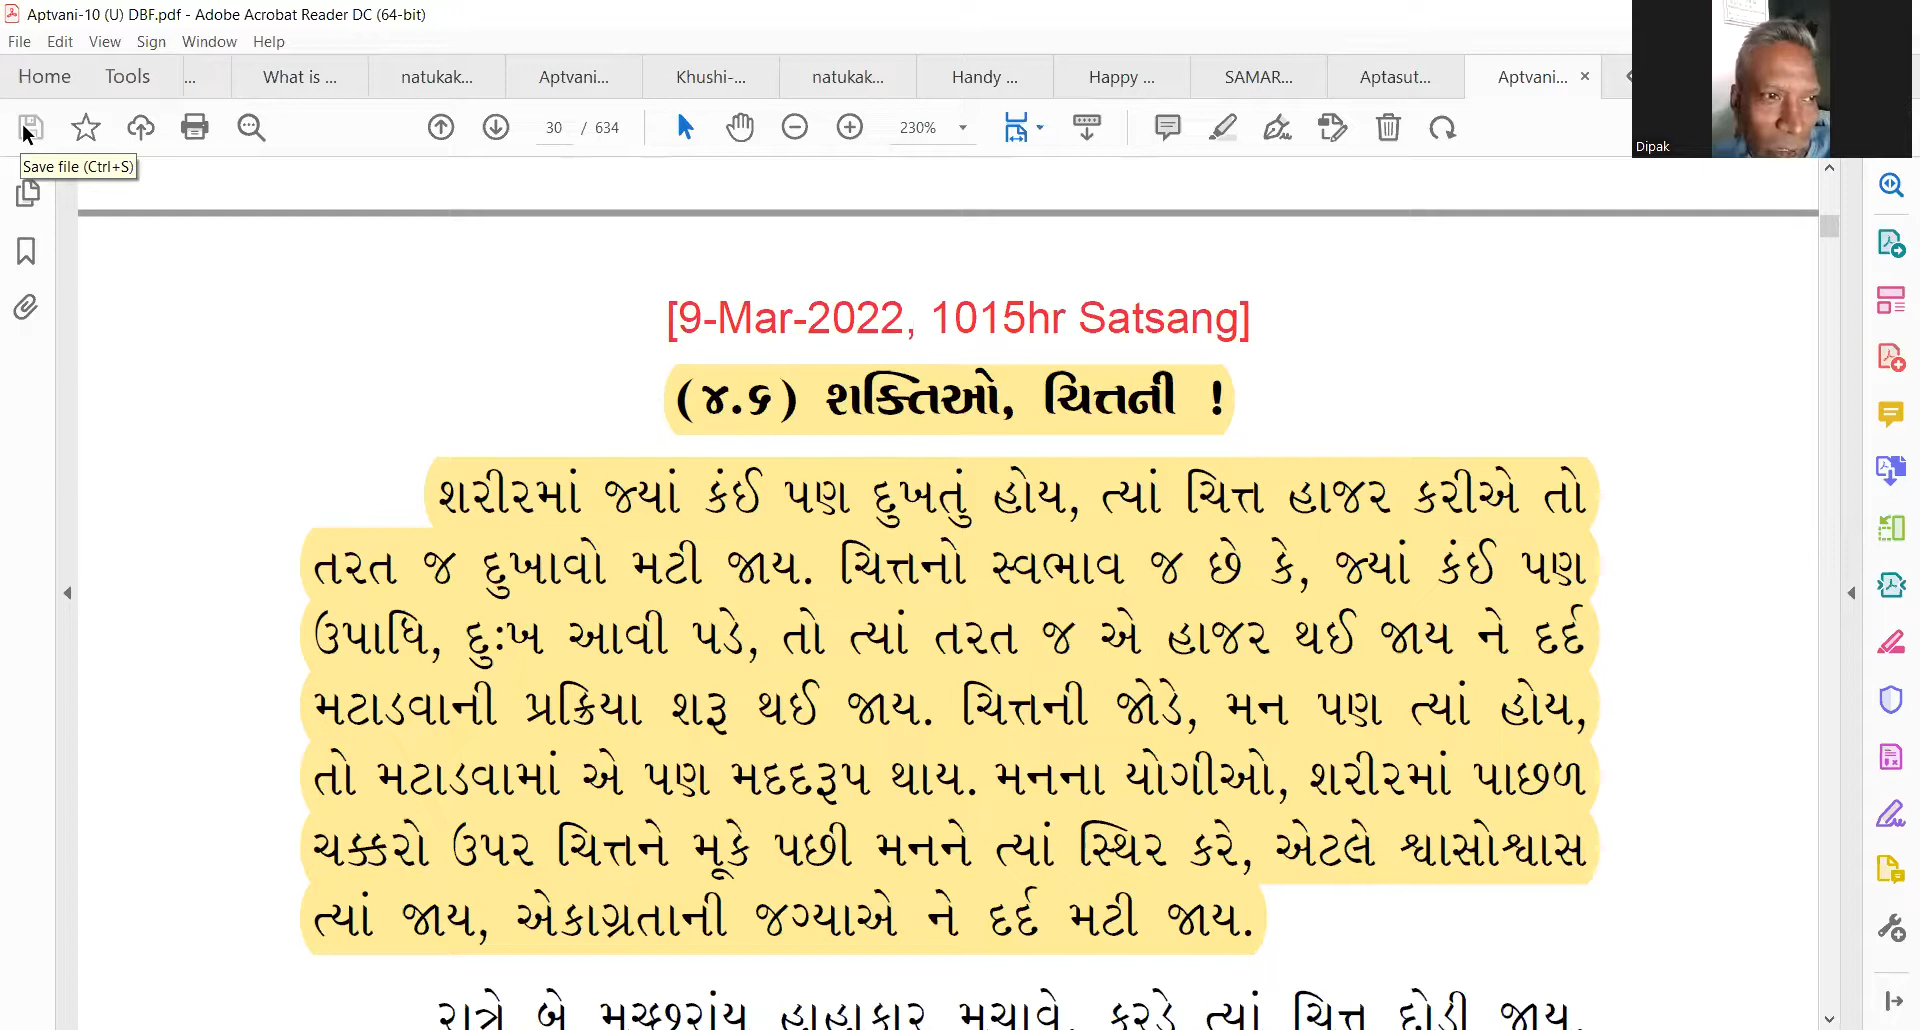 Aptvani-10 (U) DBF.pdf - Adobe Acrobat Reader DC (64-bit)
File Edit View Sign Window Help
Home Tools ... What is ... natukak... Aptvani... Khushi-... natukak... Handy ... Happy ... SAMAR... Aptasut... Aptvani... ×
30 / 634 230%
Dipak
Save file (Ctrl+S)
[9-Mar-2022, 1015hr Satsang]
(૪.૬) શક્તિઓ, ચિત્તની !
શરીરમાં જ્યાં કંઈ પણ દુખતું હોય, ત્યાં ચિત્ત હાજર કરીએ તો
તરત જ દુખાવો મટી જાય. ચિત્તનો સ્વભાવ જ છે કે, જ્યાં કંઈ પણ
ઉપાધિ, દુઃખ આવી પડે, તો ત્યાં તરત જ એ હાજર થઈ જાય ને દર્દ
મટાડવાની પ્રક્રિયા શરૂ થઈ જાય. ચિત્તની જોડે, મન પણ ત્યાં હોય,
તો મટાડવામાં એ પણ મદદરૂપ થાય. મનના યોગીઓ, શરીરમાં પાછળ
ચક્કરો ઉપર ચિત્તને મૂકે પછી મનને ત્યાં સ્થિર કરે, એટલે શ્વાસોશ્વાસ
ત્યાં જાય, એકાગ્રતાની જગ્યાએ ને દર્દ મટી જાય.
રાત્રે બે મચ્છરાંય હાહાકાર મચાવે. કરડે ત્યાં ચિત્ત દોડી જાય.